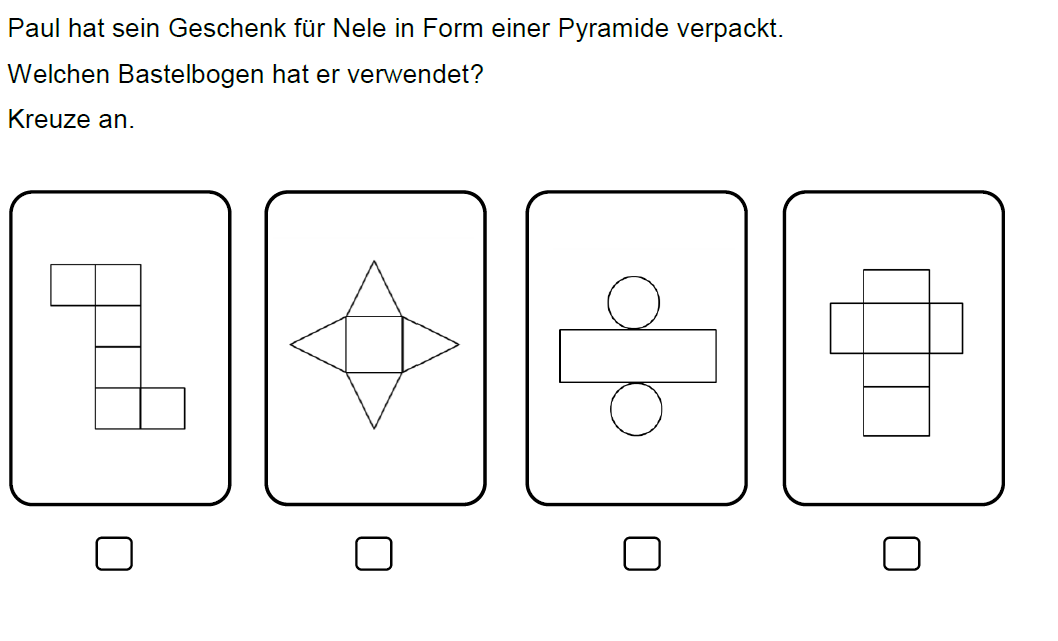 Paul hat sein Geschenk für Nele in Form einer Pyramide verpackt.
Welchen Bastelbogen hat er verwendet?
Kreuze an.